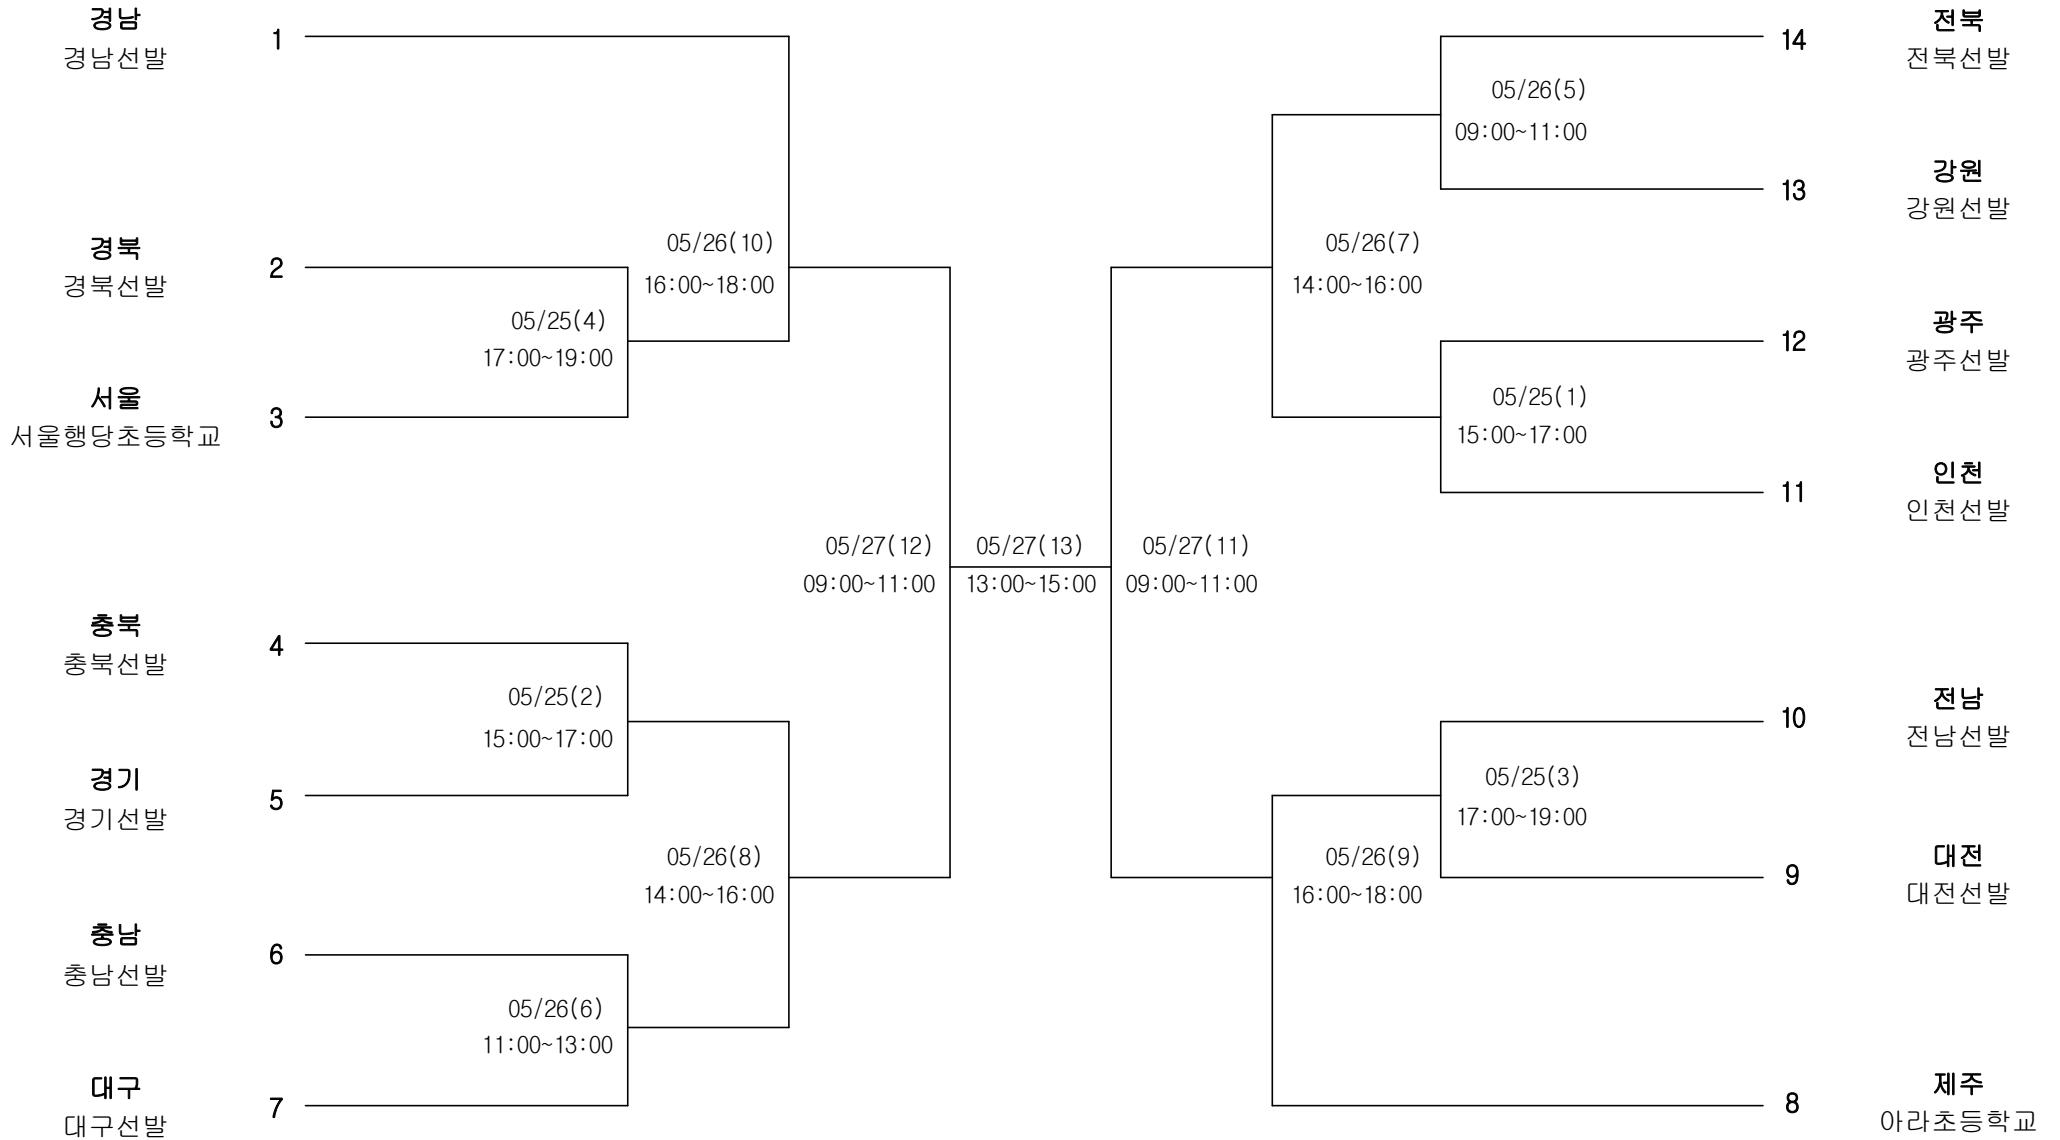 경남
경남선발
1
경북
경북선발
2
05/26(10)
16:00~18:00
05/25(4)
17:00~19:00
서울
서울행당초등학교
3
05/27(12)
09:00~11:00
충북
충북선발
4
05/25(2)
15:00~17:00
경기
경기선발
5
05/26(8)
14:00~16:00
충남
충남선발
6
05/26(6)
11:00~13:00
대구
대구선발
7
05/27(13)
13:00~15:00
전북
전북선발
14
05/26(5)
09:00~11:00
강원
강원선발
13
05/26(7)
14:00~16:00
광주
광주선발
12
05/25(1)
15:00~17:00
인천
인천선발
11
05/27(11)
09:00~11:00
전남
전남선발
10
05/25(3)
17:00~19:00
대전
대전선발
9
05/26(9)
16:00~18:00
제주
아라초등학교
8